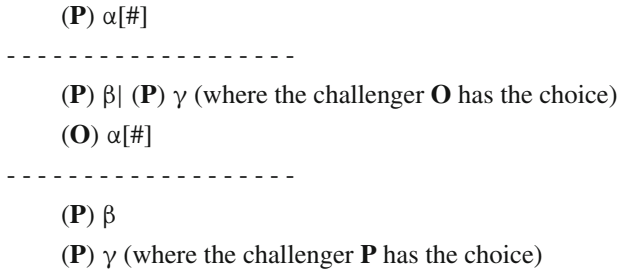 (P) α[#]
- - - - - - - - - - - - - - - - - - -
(P) β| (P) γ (where the challenger O has the choice)
(O) α[#]
- - - - - - - - - - - - - - - - - - -
(P) β
(P) γ (where the challenger P has the choice)